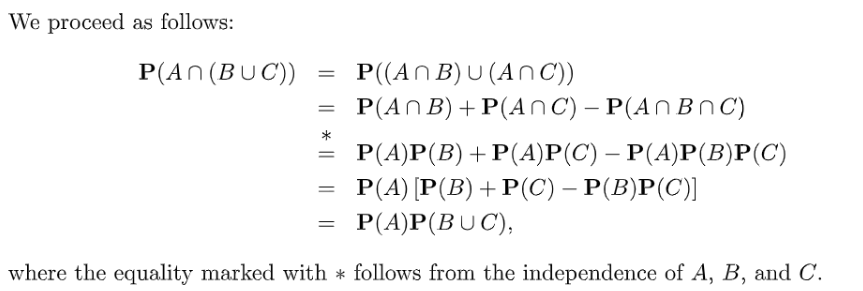 We proceed as follows:
P(A ∩ (B ∪ C)) = P((A ∩ B) ∪ (A ∩ C))
= P(A ∩ B) + P(A ∩ C) − P(A ∩ B ∩ C)
*= P(A)P(B) + P(A)P(C) − P(A)P(B)P(C)
= P(A) [P(B) + P(C) − P(B)P(C)]
= P(A)P(B ∪ C),
where the equality marked with * follows from the independence of A, B, and C.